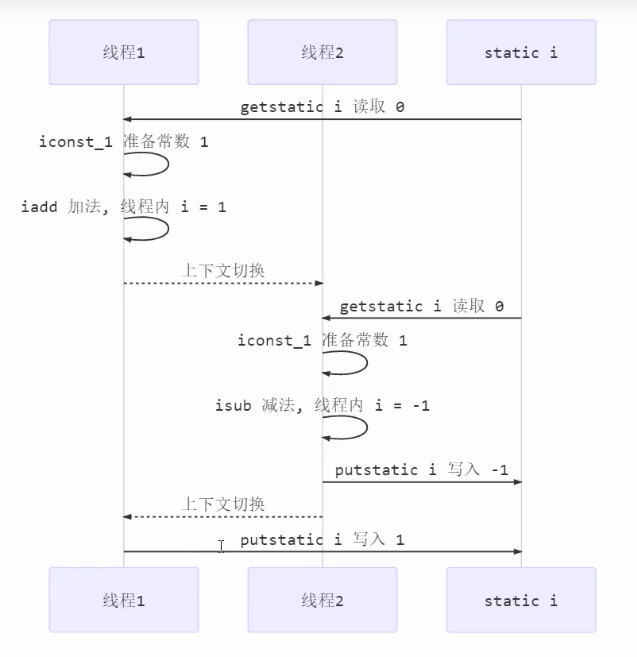 线程1
线程2
static i
getstatic i 读取 0
iconst_1 准备常数 1
iadd 加法, 线程内 i = 1
上下文切换
getstatic i 读取 0
iconst_1 准备常数 1
isub 减法, 线程内 i = -1
putstatic i 写入 -1
上下文切换
putstatic i 写入 1
线程1
线程2
static i